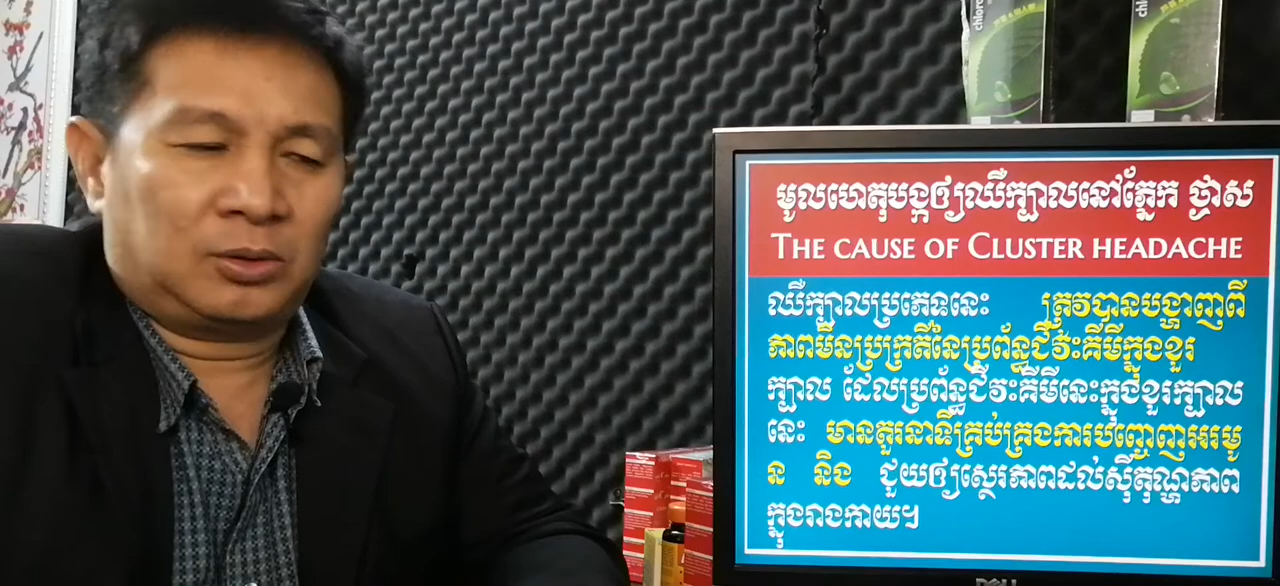 chloro
chl
មូលហេតុបង្កឲ្យឈឺក្បាលនៅភ្នែក ថ្ងាស
THE CAUSE OF CLUSTER HEADACHE
ឈឺក្បាលប្រភេទនេះ ត្រូវបានបង្ហាញពី
ភាពមិនប្រក្រតីនៃប្រព័ន្ធជីវះគីមីក្នុងខួរ
ក្បាល ដែលប្រព័ន្ធជីវះគីមីនេះក្នុងខួរក្បាល
នេះ មានតួរនាទីគ្រប់គ្រងការបញ្ចេញអរម៉ូ
ន និង ជួយឲ្យស្ថេរភាពដល់ស៊ីតុណ្ហភាព
ក្នុងរាងកាយ។